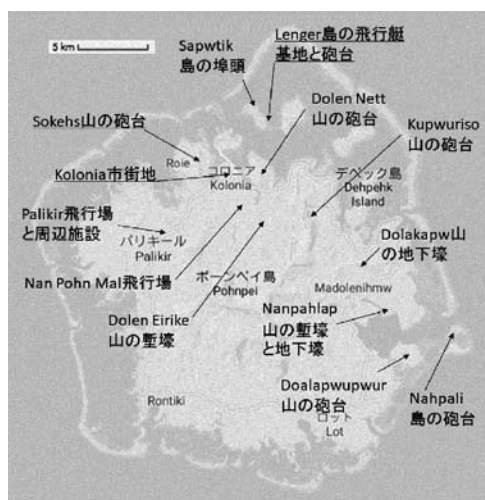 5 km
Sapwtik
島の埠頭
Lenger島の飛行艇
基地と砲台
Dolen Nett
山の砲台
Sokehs山の砲台
Kupwuriso
山の砲台
Roie
コロニア
Kolonia
Kolonia市街地
デペック島
Dehpehk
Island
Palikir飛行場
と周辺施設
パリキール
Palikir
Dolakapw山
の地下壕
Nan Pohn Mal飛行場
ポーンペイ島
Pohnpei
Madolenihmw
Dolen Eirike
山の塹壕
Nanpahlap
山の塹壕
と地下壕
Doalapwupwur
山の砲台
Nahpali
島の砲台
Rontiki
ロット
Lot